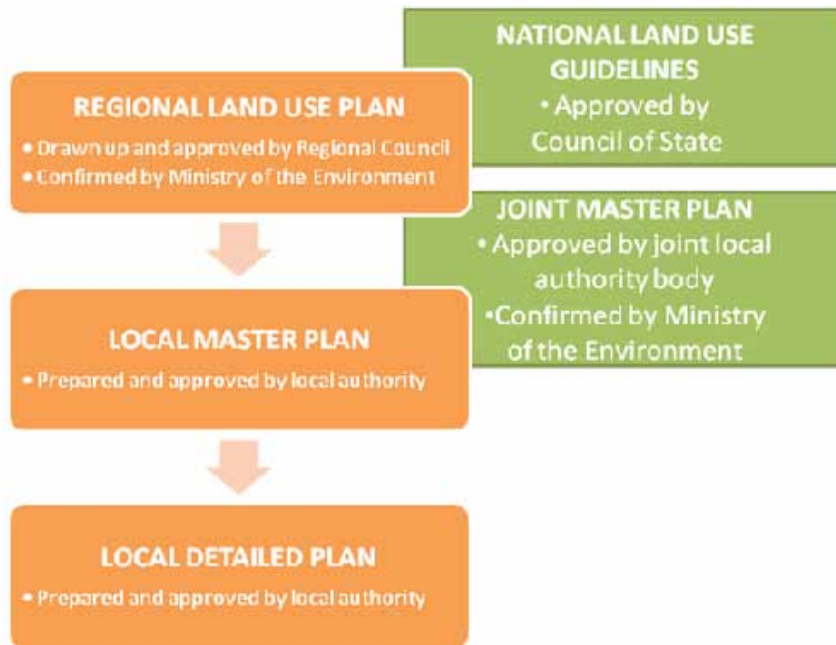 NATIONAL LAND USE
GUIDELINES
• Approved by
Council of State
REGIONAL LAND USE PLAN
• Drawn up and approved by Regional Council
• Confirmed by Ministry of the Environment
JOINT MASTER PLAN
• Approved by joint local
authority body
• Confirmed by Ministry
of the Environment
LOCAL MASTER PLAN
• Prepared and approved by local authority
LOCAL DETAILED PLAN
• Prepared and approved by local authority